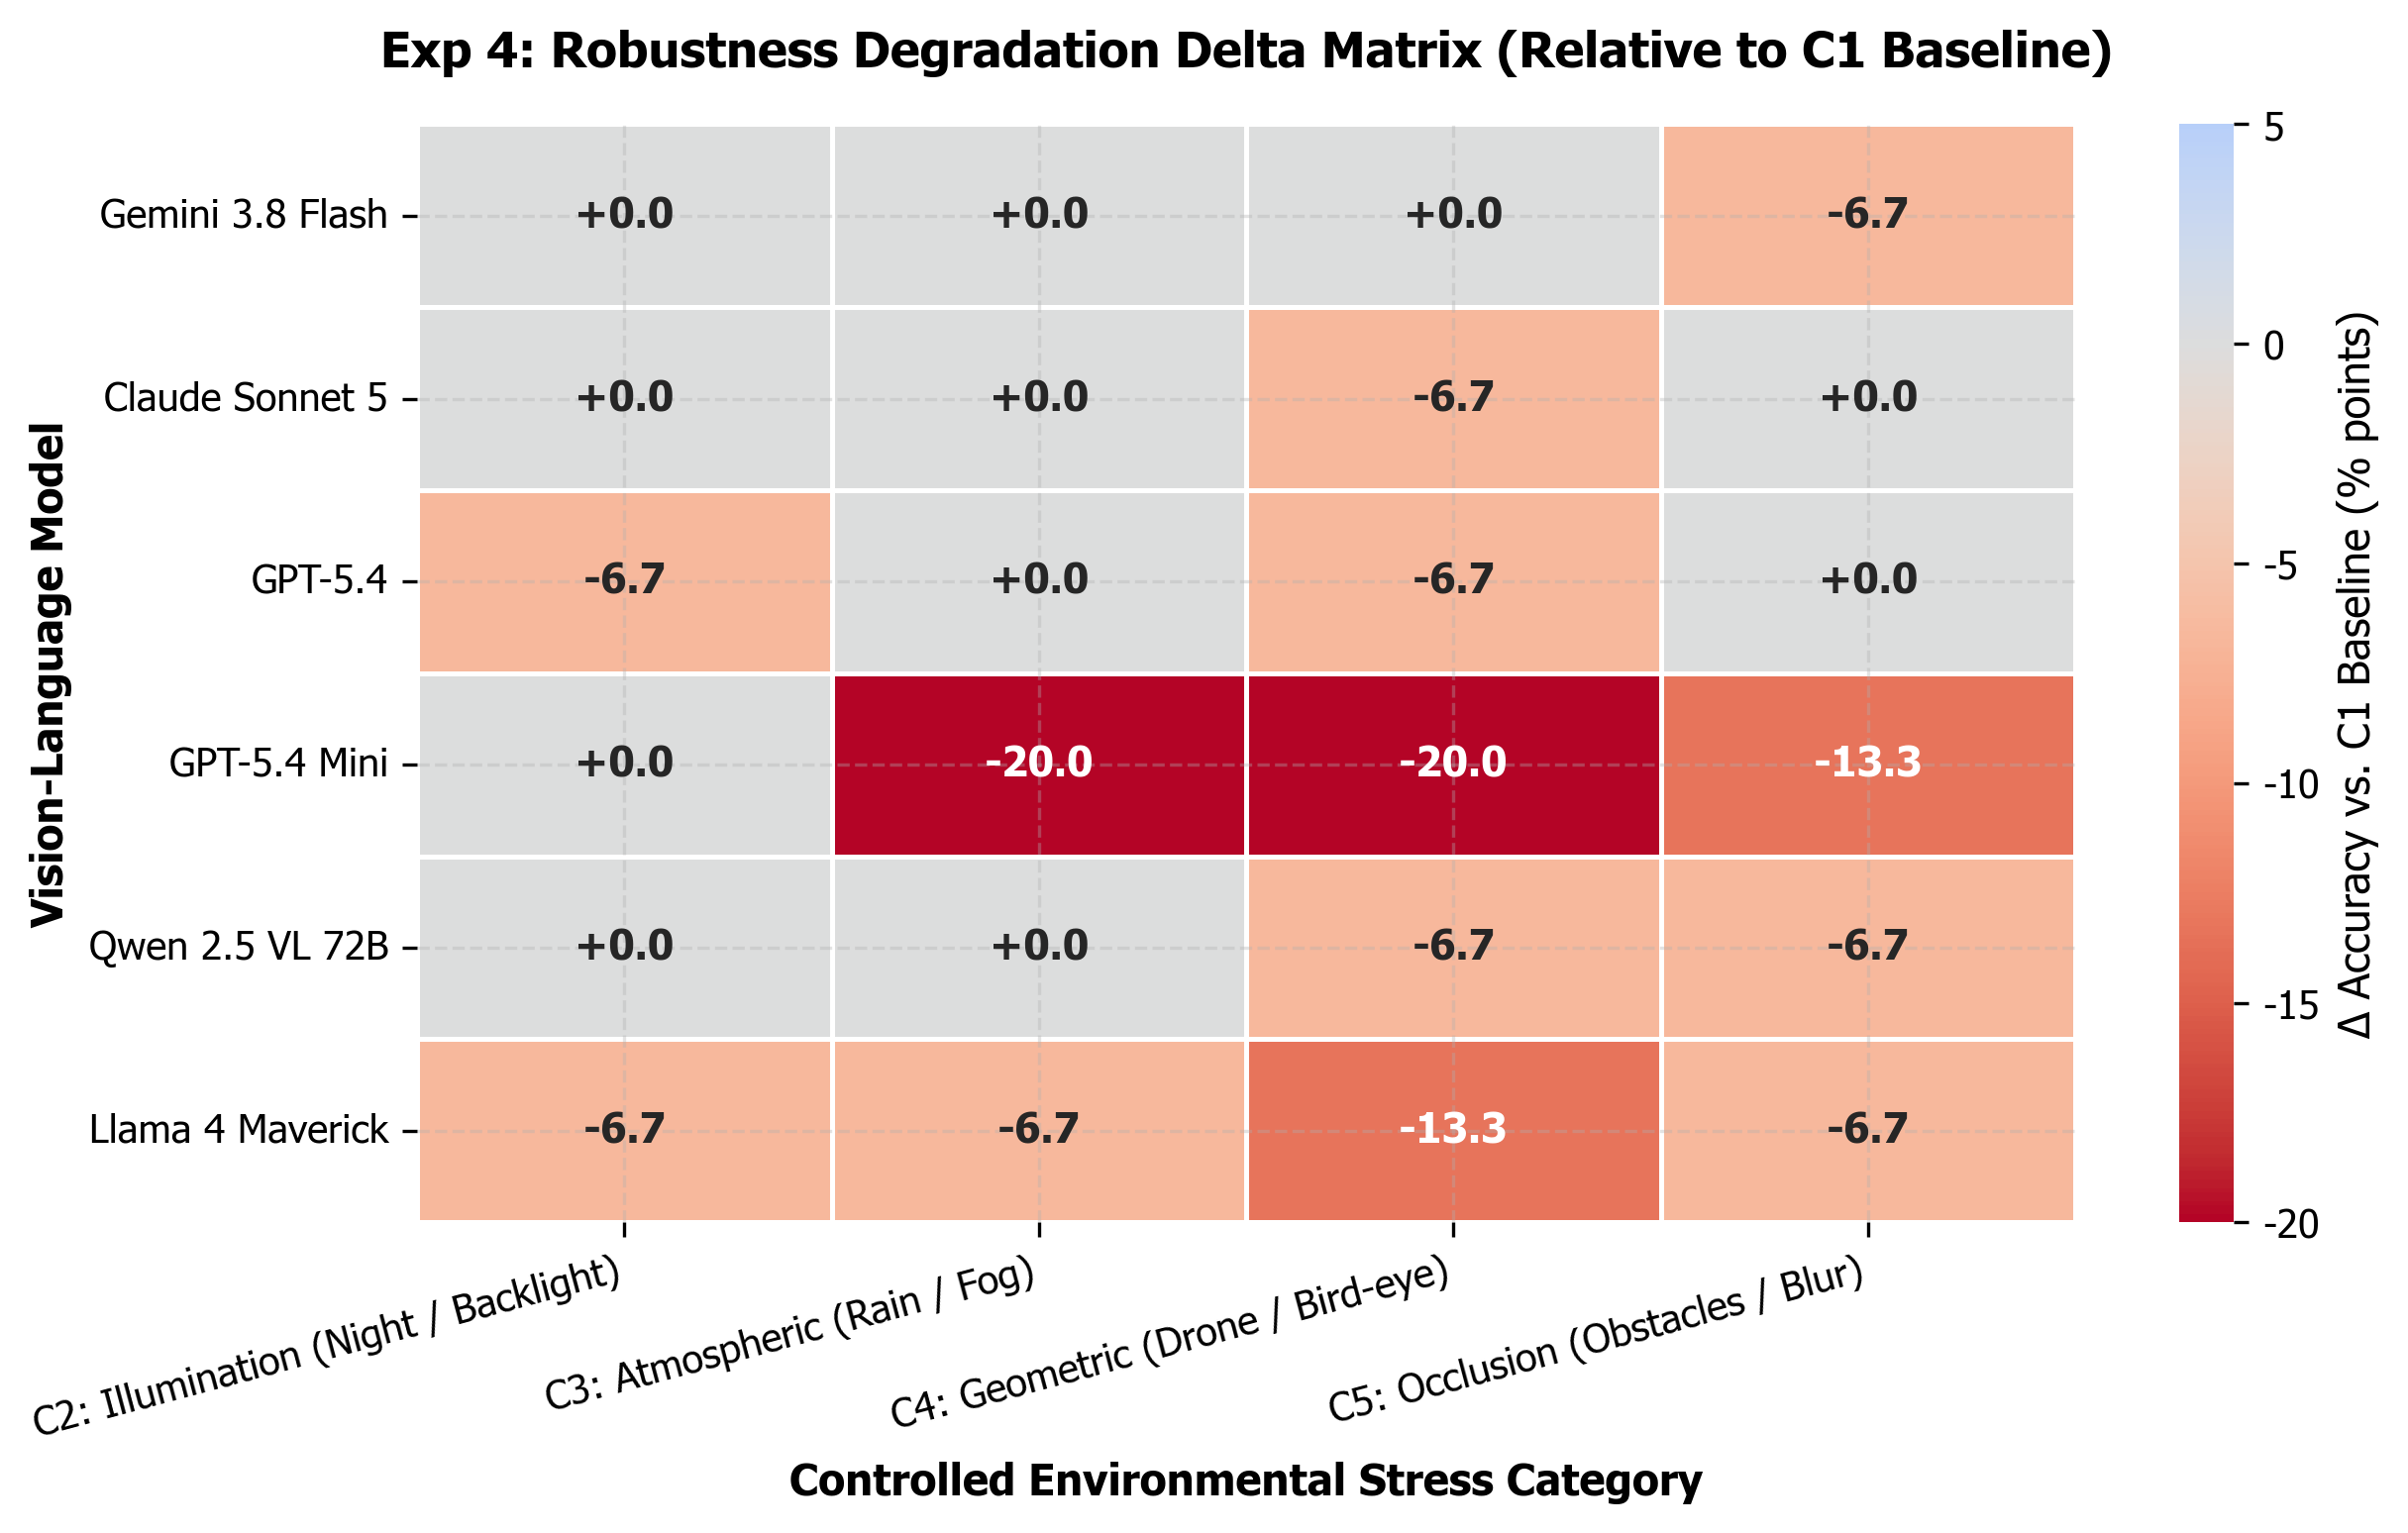 Exp 4: Robustness Degradation Delta Matrix (Relative to C1 Baseline)
Vision-Language Model
Gemini 3.8 Flash +0.0 +0.0 +0.0 -6.7
Claude Sonnet 5 +0.0 +0.0 -6.7 +0.0
GPT-5.4 -6.7 +0.0 -6.7 +0.0
GPT-5.4 Mini +0.0 -20.0 -20.0 -13.3
Qwen 2.5 VL 72B +0.0 +0.0 -6.7 -6.7
Llama 4 Maverick -6.7 -6.7 -13.3 -6.7
C2: Illumination (Night / Backlight)
C3: Atmospheric (Rain / Fog)
C4: Geometric (Drone / Bird-eye)
C5: Occlusion (Obstacles / Blur)
Controlled Environmental Stress Category
5
0
-5
-10
-15
-20
Δ Accuracy vs. C1 Baseline (% points)